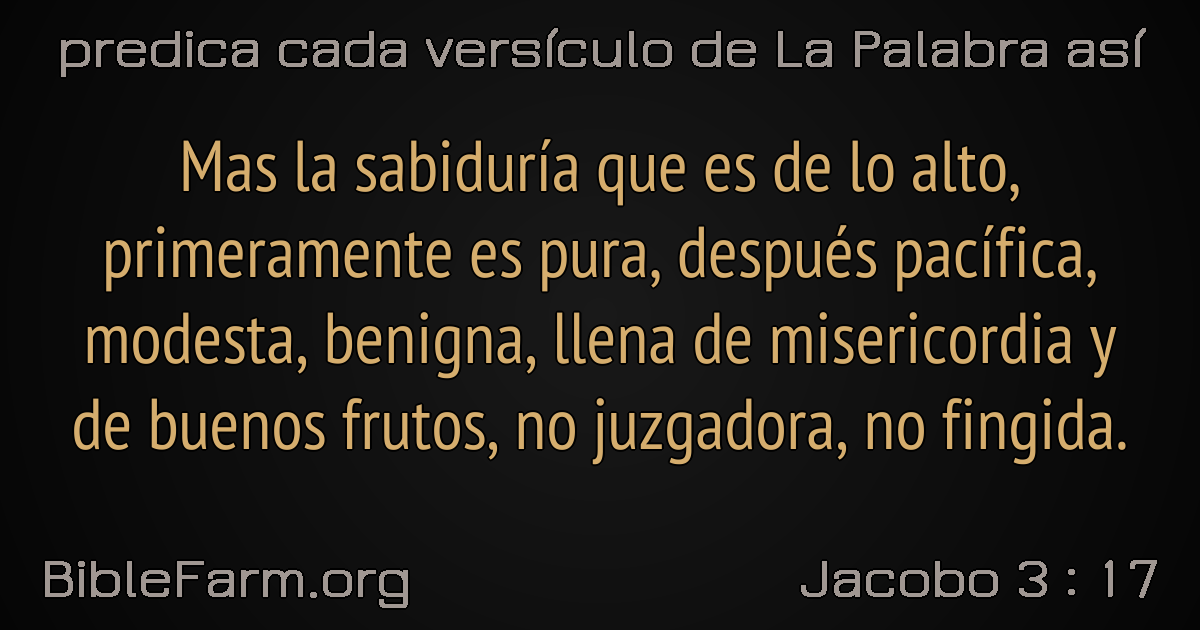 predica cada versículo de La Palabra así
Mas la sabiduría que es de lo alto,
primeramente es pura, después pacífica,
modesta, benigna, llena de misericordia y
de buenos frutos, no juzgadora, no fingida.
BibleFarm.org
Jacobo 3 : 17